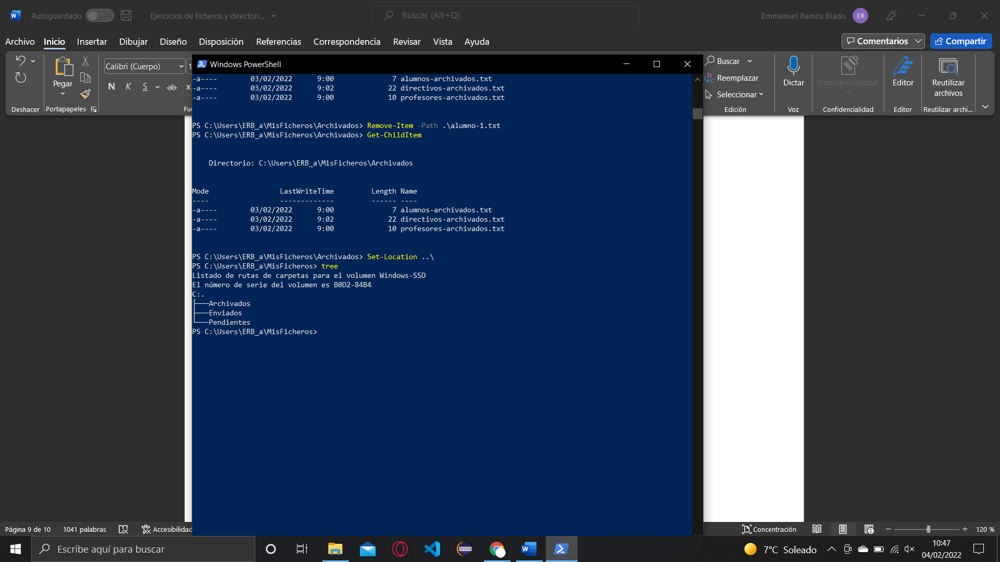 Autoguardado
Ejercicios de ficheros y directori...
Buscar (Alt+Q)
Emmanuel Ramos Biado
ER
Archivo Inicio Insertar Dibujar Diseño Disposición Referencias Correspondencia Revisar Vista Ayuda
Comentarios
Compartir
Pegar
Deshacer
Portapapeles
Calibri (Cuerpo)
1
N K S ab x
Fue
Buscar
Reemplazar
Seleccionar
Edición
Dictar
Voz
Confidencialidad
Confidencialidad
Editor
Editor
Reutilizar
archivos
Reutilizar archi...
Windows PowerShell
-a---- 03/02/2022 9:00 7 alumnos-archivados.txt
-a---- 03/02/2022 9:02 22 directivos-archivados.txt
-a---- 03/02/2022 9:00 10 profesores-archivados.txt
PS C:\Users\ERB_a\MisFicheros\Archivados> Remove-Item -Path .\alumno-1.txt
PS C:\Users\ERB_a\MisFicheros\Archivados> Get-ChildItem
Directorio: C:\Users\ERB_a\MisFicheros\Archivados
Mode LastWriteTime Length Name
---- ------------- ------ ----
-a---- 03/02/2022 9:00 7 alumnos-archivados.txt
-a---- 03/02/2022 9:02 22 directivos-archivados.txt
-a---- 03/02/2022 9:00 10 profesores-archivados.txt
PS C:\Users\ERB_a\MisFicheros\Archivados> Set-Location ..\
PS C:\Users\ERB_a\MisFicheros> tree
Listado de rutas de carpetas para el volumen Windows-SSD
El número de serie del volumen es B0D2-84B4
C:.
├───Archivados
├───Enviados
└───Pendientes
PS C:\Users\ERB_a\MisFicheros>
Página 9 de 10
1041 palabras
Accesibilidad
Concentración
120 %
Escribe aquí para buscar
7°C Soleado
10:47
04/02/2022